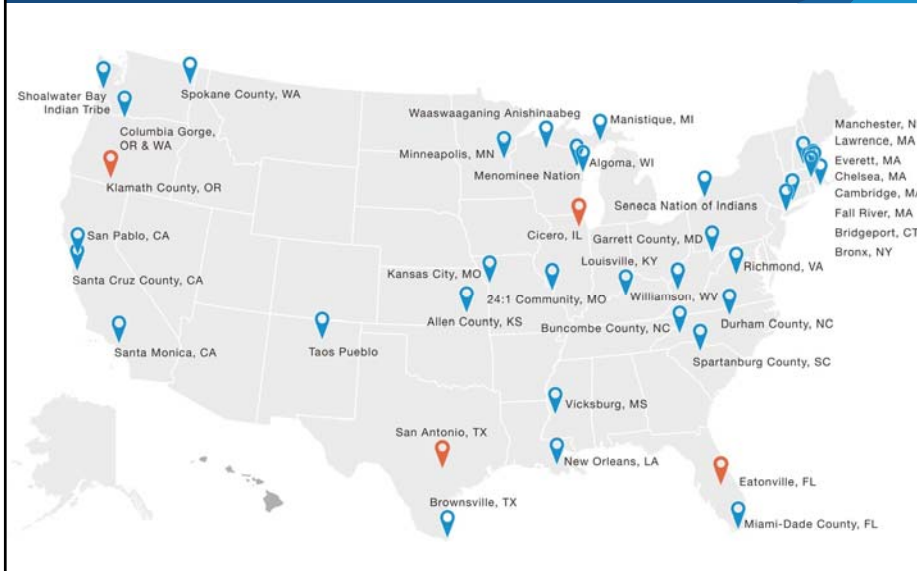 Shoalwater Bay
Indian Tribe
Spokane County, WA
Columbia Gorge,
OR & WA
Klamath County, OR
San Pablo, CA
Santa Cruz County, CA
Santa Monica, CA
Taos Pueblo
Waaswaaganing Anishinaabeg
Manistique, MI
Minneapolis, MN
Algoma, WI
Menominee Nation
Cicero, IL
Seneca Nation of Indians
Garrett County, MD
Louisville, KY
Kansas City, MO
24:1 Community, MO
Williamson, WV
Richmond, VA
Allen County, KS
Buncombe County, NC
Durham County, NC
Spartanburg County, SC
Vicksburg, MS
San Antonio, TX
New Orleans, LA
Brownsville, TX
Eatonville, FL
Miami-Dade County, FL
Manchester, N
Lawrence, MA
Everett, MA
Chelsea, MA
Cambridge, MA
Fall River, MA
Bridgeport, CT
Bronx, NY